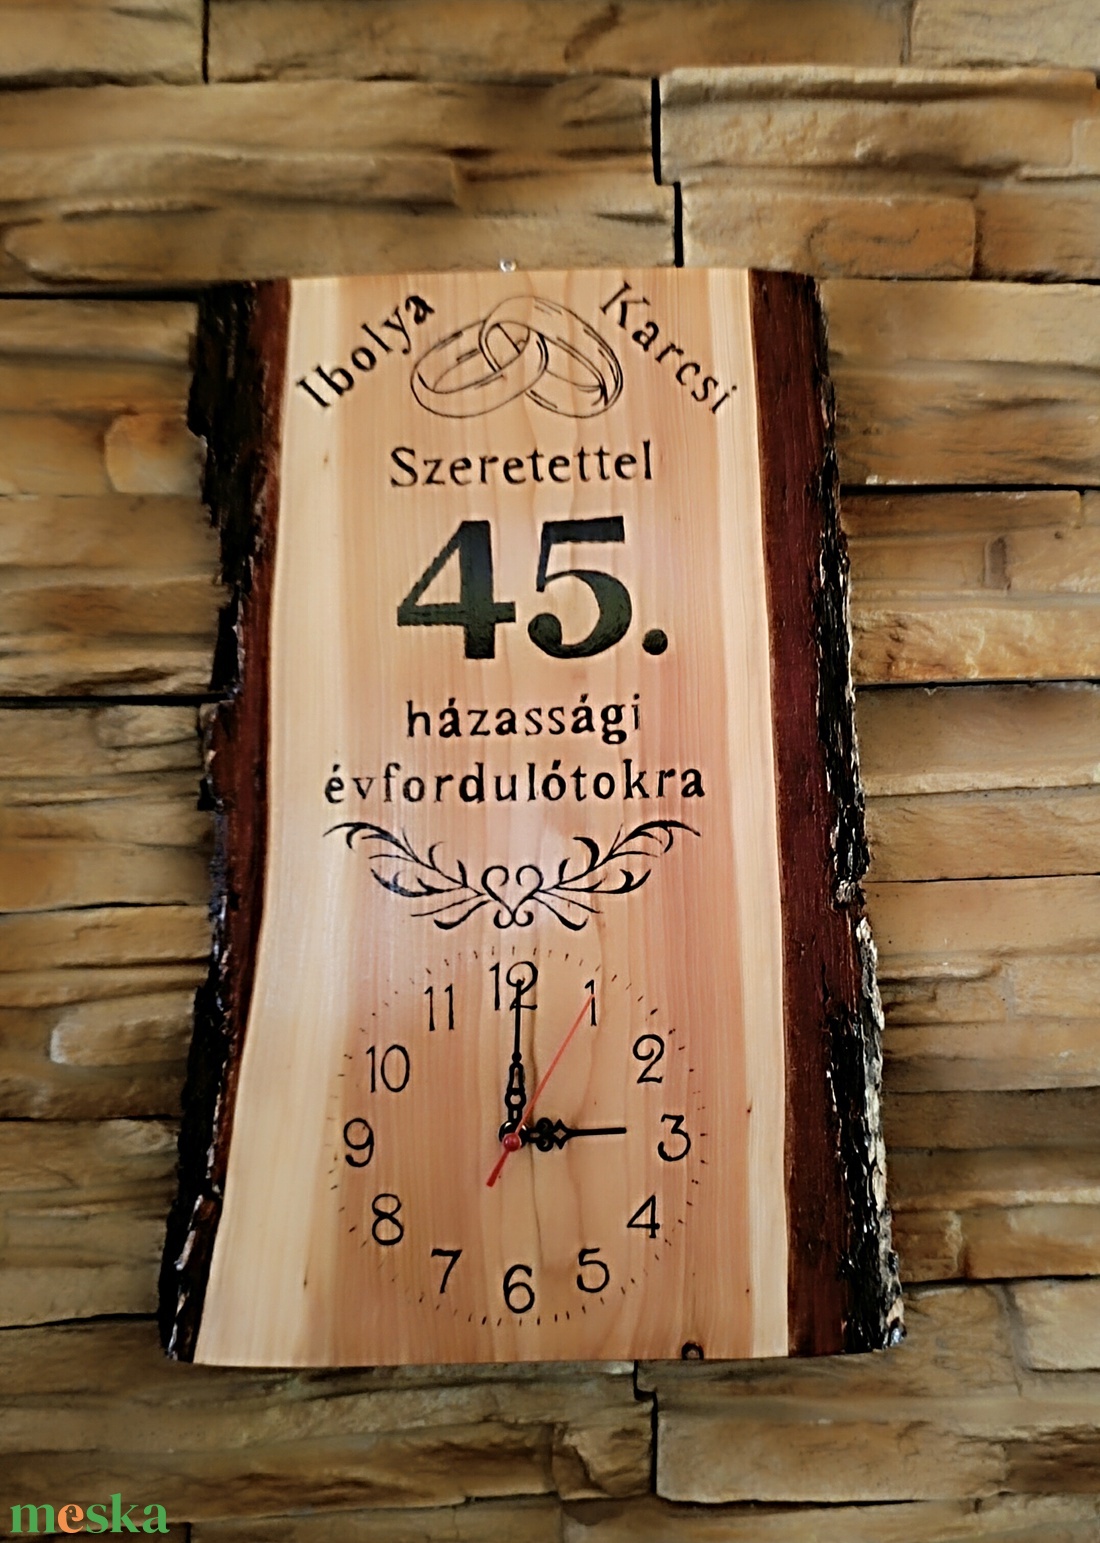 Ibolya
Karcsi
Szeretettel
45.
házassági
évfordulótokra
12
1
2
3
4
5
6
7
8
9
10
11
meska